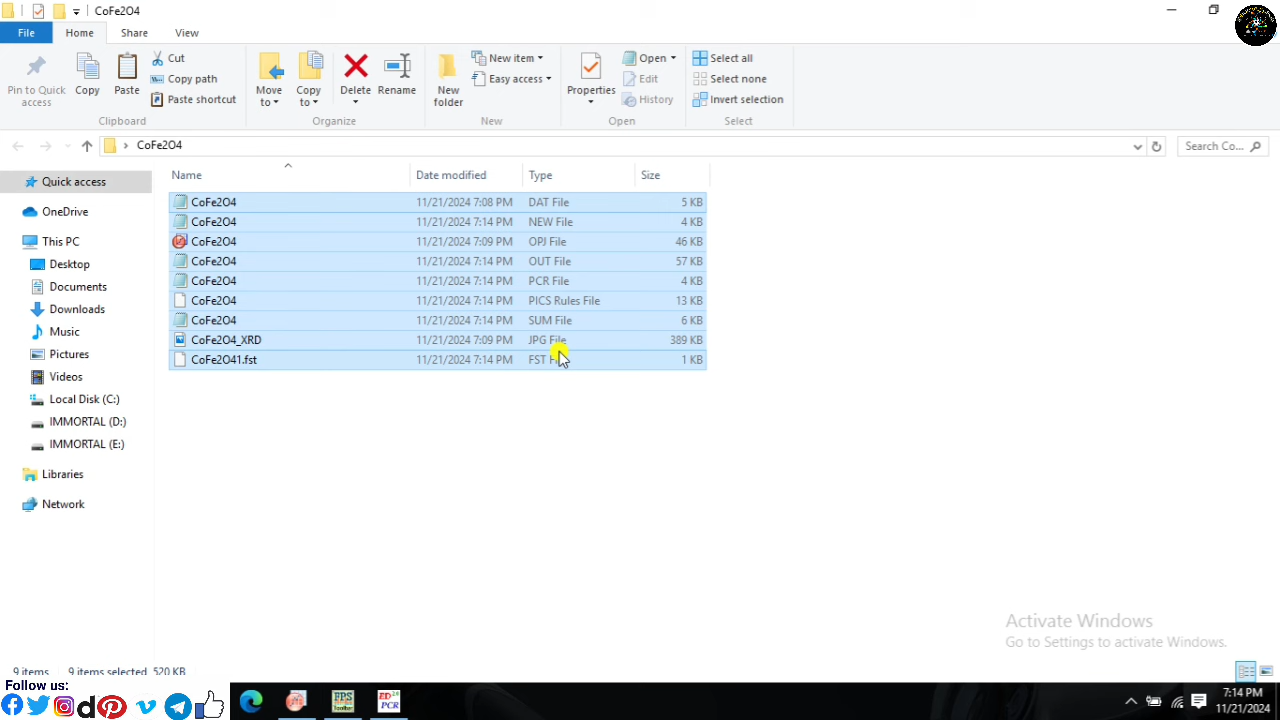 CoFe2O4
File Home Share View
Pin to Quick access
Copy
Paste
Cut
Copy path
Paste shortcut
Clipboard
Move to
Copy to
Delete
Rename
Organize
New folder
New item
Easy access
New
Properties
Open
Edit
History
Open
Select all
Select none
Invert selection
Select
CoFe2O4
Search Co...
Name Date modified Type Size
CoFe2O4 11/21/2024 7:08 PM DAT File 5 KB
CoFe2O4 11/21/2024 7:14 PM NEW File 4 KB
CoFe2O4 11/21/2024 7:09 PM OPJ File 46 KB
CoFe2O4 11/21/2024 7:14 PM OUT File 57 KB
CoFe2O4 11/21/2024 7:14 PM PCR File 4 KB
CoFe2O4 11/21/2024 7:14 PM PICS Rules File 13 KB
CoFe2O4 11/21/2024 7:14 PM SUM File 6 KB
CoFe2O4_XRD 11/21/2024 7:09 PM JPG File 389 KB
CoFe2O41.fst 11/21/2024 7:14 PM FST File 1 KB
Quick access
OneDrive
This PC
Desktop
Documents
Downloads
Music
Pictures
Videos
Local Disk (C:)
IMMORTAL (D:)
IMMORTAL (E:)
Libraries
Network
Activate Windows
Go to Settings to activate Windows.
9 items 9 items selected 520 KB
Follow us:
FPS Toolbar
ED PCR
7:14 PM
11/21/2024